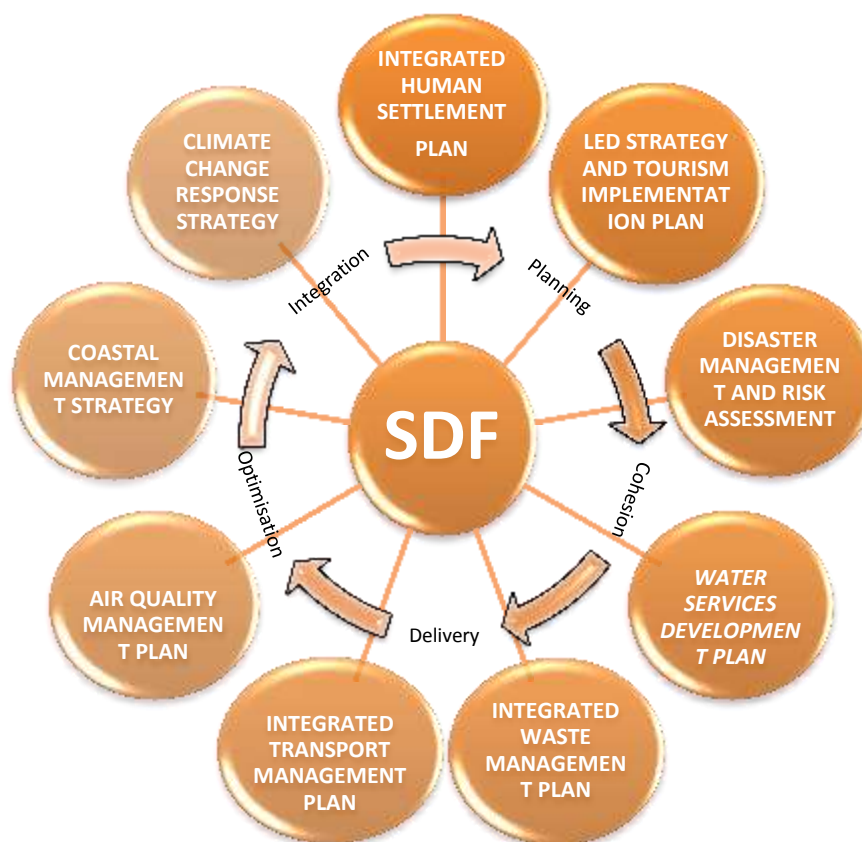 INTEGRATED
HUMAN
SETTLEMENT
PLAN
LED STRATEGY
AND TOURISM
IMPLEMENTAT
ION PLAN
DISASTER
MANAGEMEN
T AND RISK
ASSESSMENT
WATER
SERVICES
DEVELOPMEN
T PLAN
INTEGRATED
WASTE
MANAGEMEN
T PLAN
INTEGRATED
TRANSPORT
MANAGEMENT
PLAN
AIR QUALITY
MANAGEMEN
T PLAN
COASTAL
MANAGEMEN
T STRATEGY
CLIMATE
CHANGE
RESPONSE
STRATEGY
Integration
Planning
Cohesion
Delivery
Optimisation
SDF